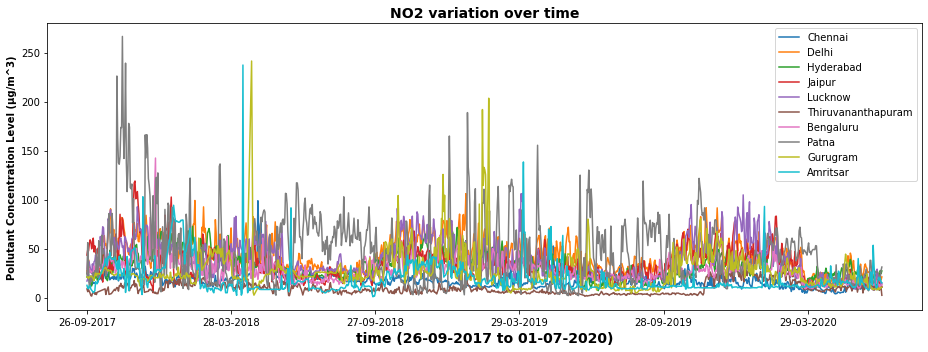 NO2 variation over time
Pollutant Concentration Level (µg/m^3)
250
200
150
100
50
0
Chennai
Delhi
Hyderabad
Jaipur
Lucknow
Thiruvananthapuram
Bengaluru
Patna
Gurugram
Amritsar
26-09-2017
28-03-2018
27-09-2018
29-03-2019
28-09-2019
29-03-2020
time (26-09-2017 to 01-07-2020)